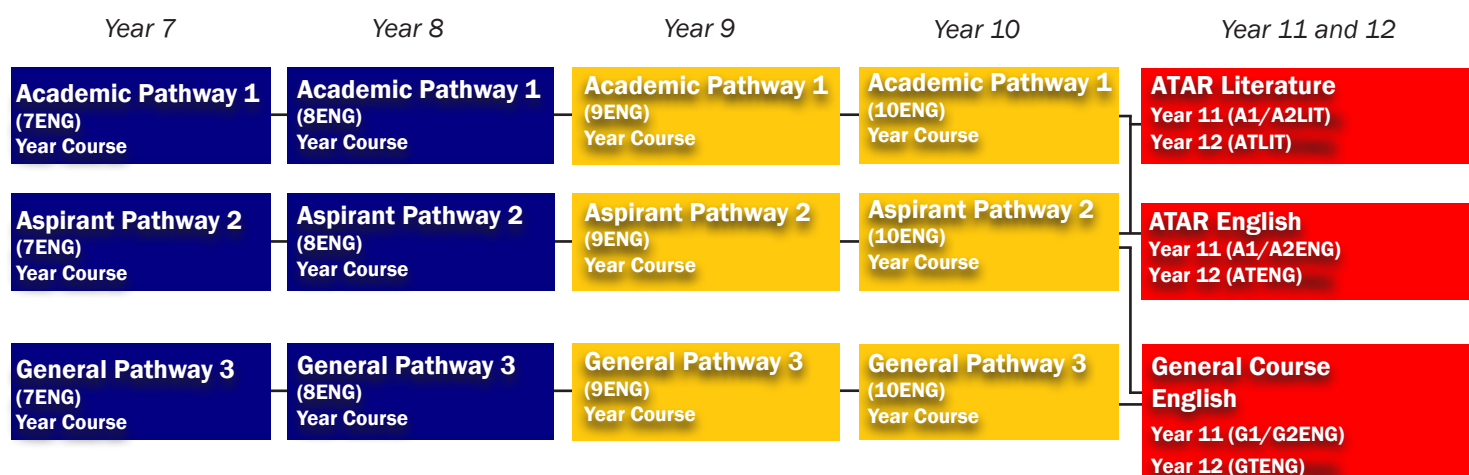 Year 7
Year 8
Year 9
Year 10
Year 11 and 12
Academic Pathway 1
(7ENG)
Year Course
Academic Pathway 1
(8ENG)
Year Course
Academic Pathway 1
(9ENG)
Year Course
Academic Pathway 1
(10ENG)
Year Course
ATAR Literature
Year 11 (A1/A2LIT)
Year 12 (ATLIT)
Aspirant Pathway 2
(7ENG)
Year Course
Aspirant Pathway 2
(8ENG)
Year Course
Aspirant Pathway 2
(9ENG)
Year Course
Aspirant Pathway 2
(10ENG)
Year Course
ATAR English
Year 11 (A1/A2ENG)
Year 12 (ATENG)
General Pathway 3
(7ENG)
Year Course
General Pathway 3
(8ENG)
Year Course
General Pathway 3
(9ENG)
Year Course
General Pathway 3
(10ENG)
Year Course
General Course
English
Year 11 (G1/G2ENG)
Year 12 (GTENG)